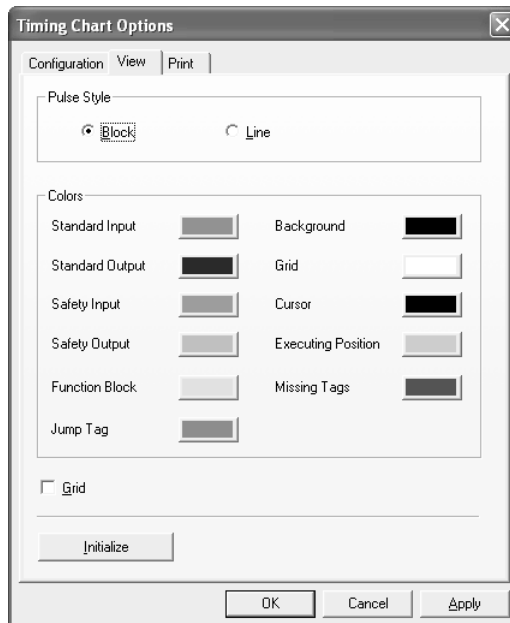 Timing Chart Options
Configuration View Print
Pulse Style
Block Line
Colors
Standard Input Background
Standard Output Grid
Safety Input Cursor
Safety Output Executing Position
Function Block Missing Tags
Jump Tag
Grid
Initialize
OK Cancel Apply